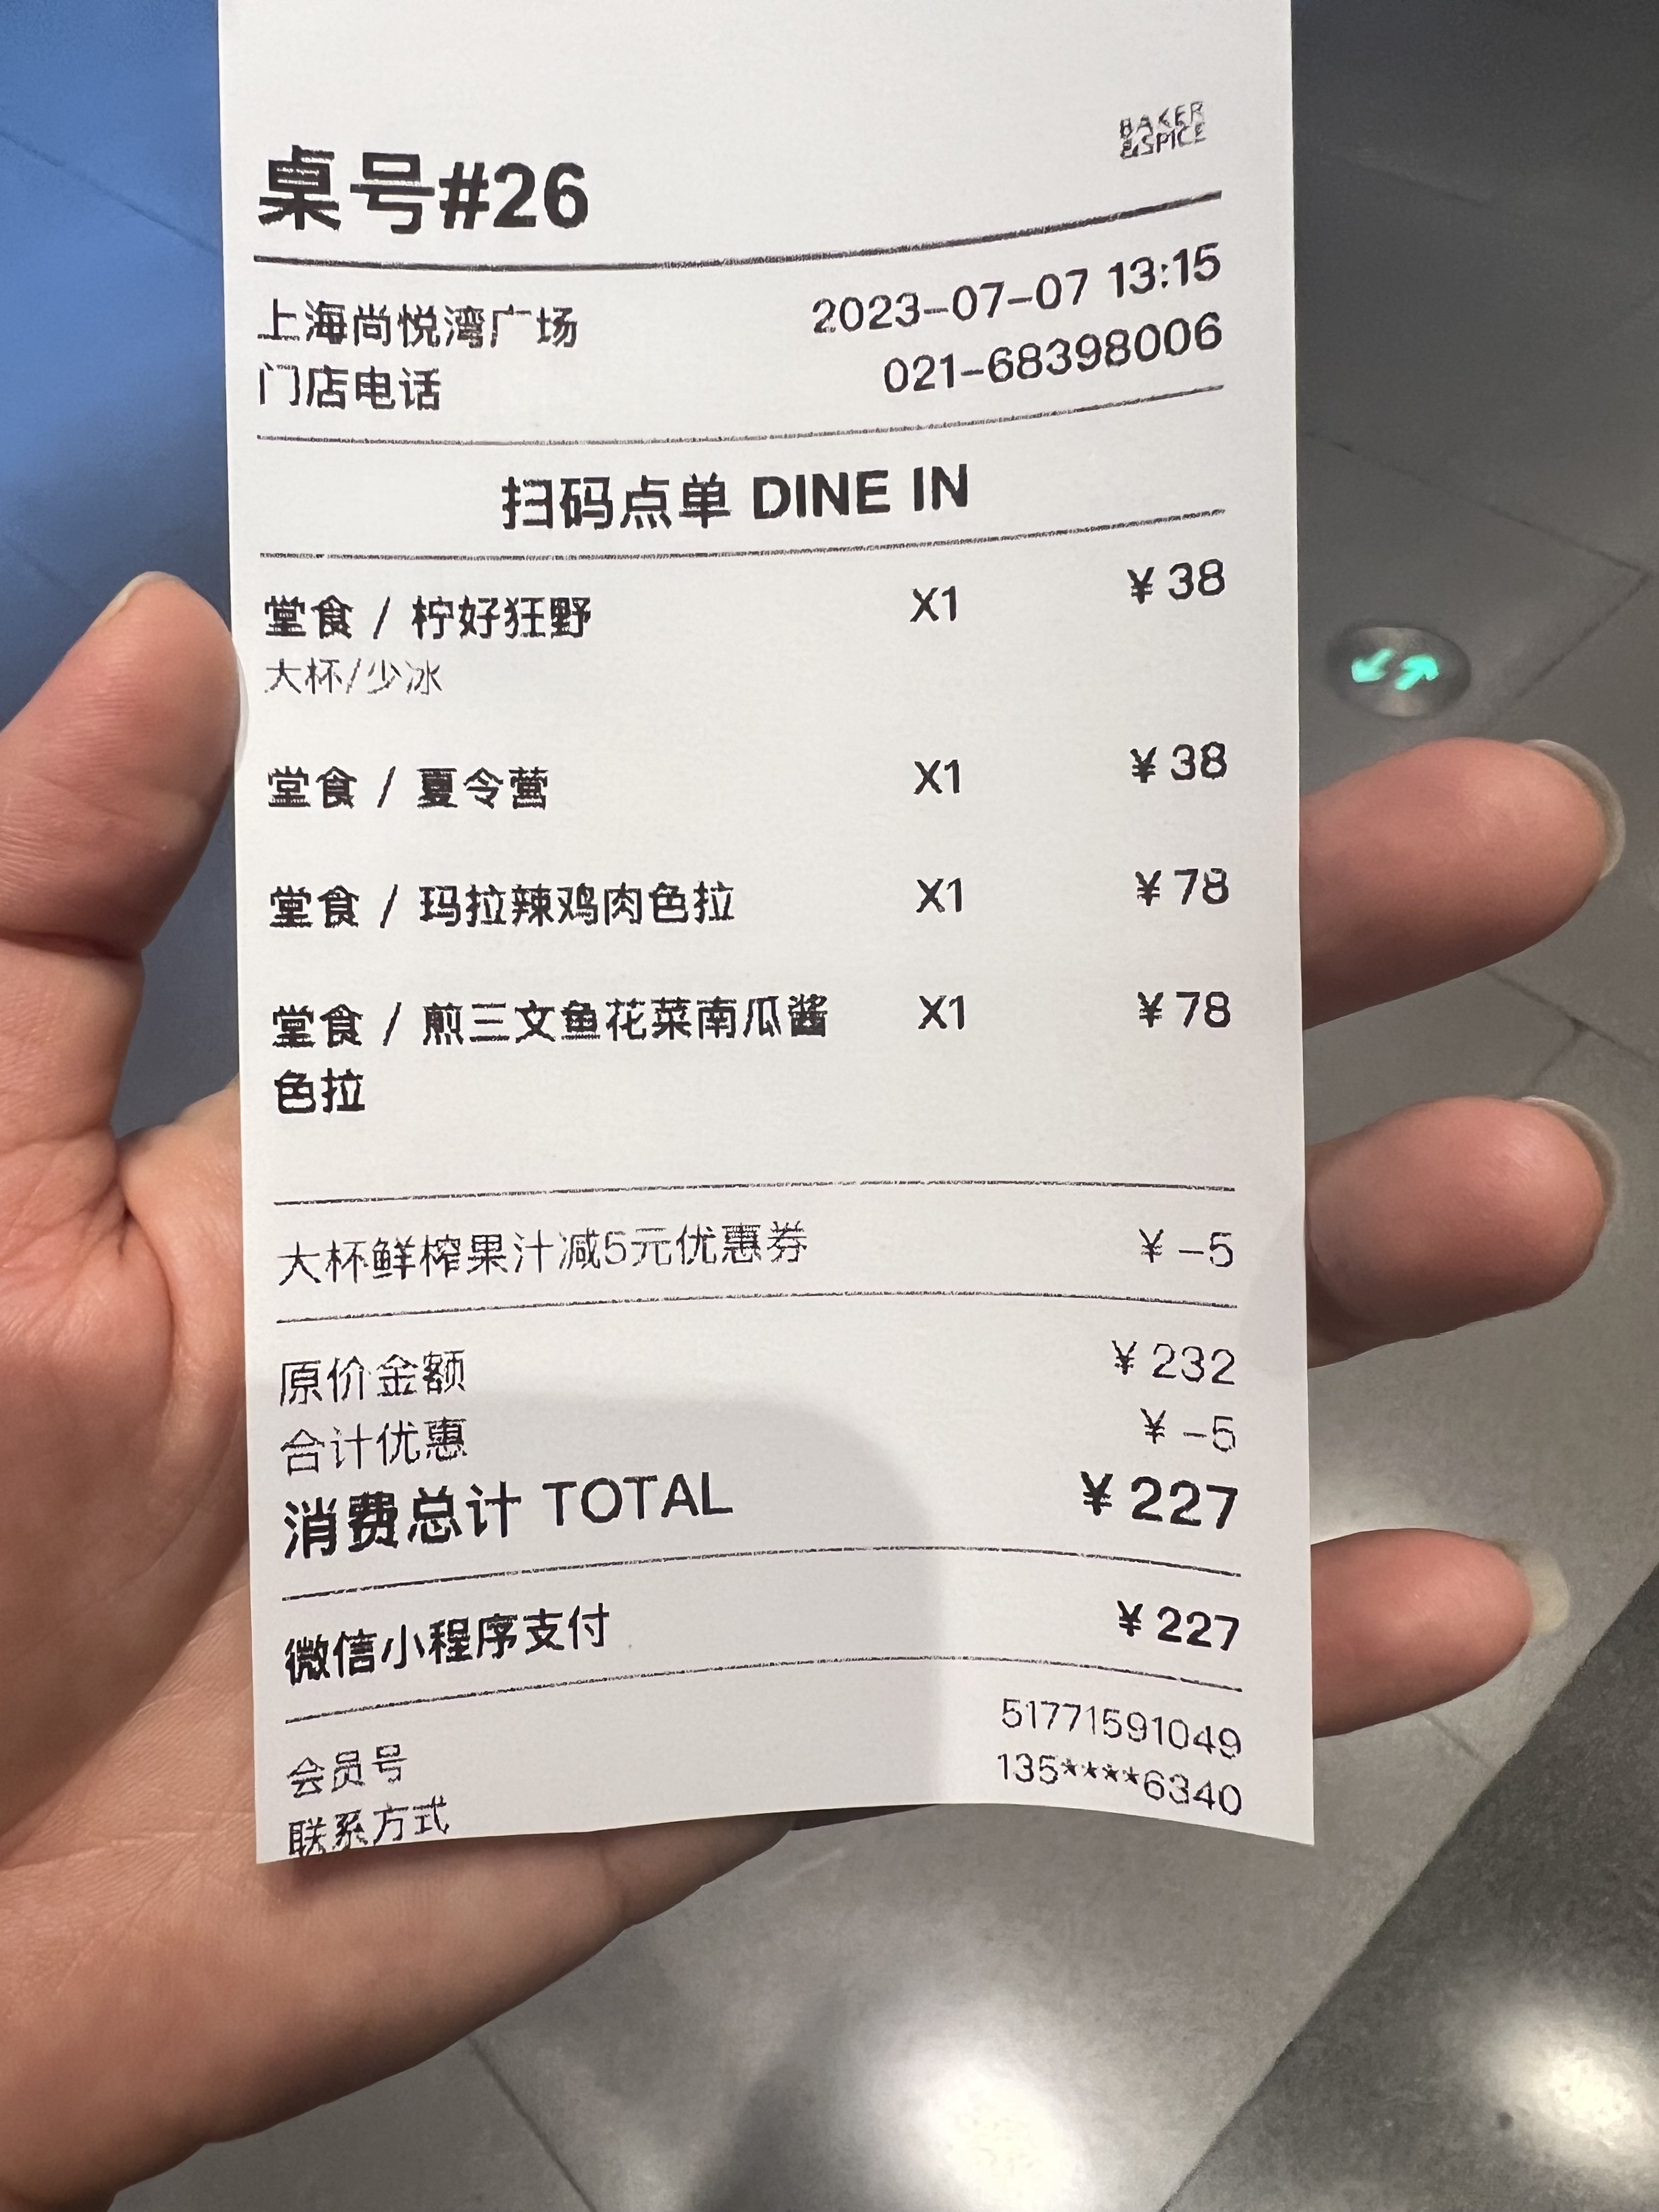 BAKER
&SPICE
桌号#26
上海尚悦湾广场 2023-07-07 13:15
门店电话 021-68398006
扫码点单 DINE IN
堂食 / 柠好狂野 X1 ¥38
大杯/少冰
堂食 / 夏令营 X1 ¥38
堂食 / 玛拉辣鸡肉色拉 X1 ¥78
堂食 / 煎三文鱼花菜南瓜酱 X1 ¥78
色拉
大杯鲜榨果汁减5元优惠券 ¥-5
原价金额 ¥232
合计优惠 ¥-5
消费总计 TOTAL ¥227
微信小程序支付 ¥227
会员号 51771591049
联系方式 135****6340